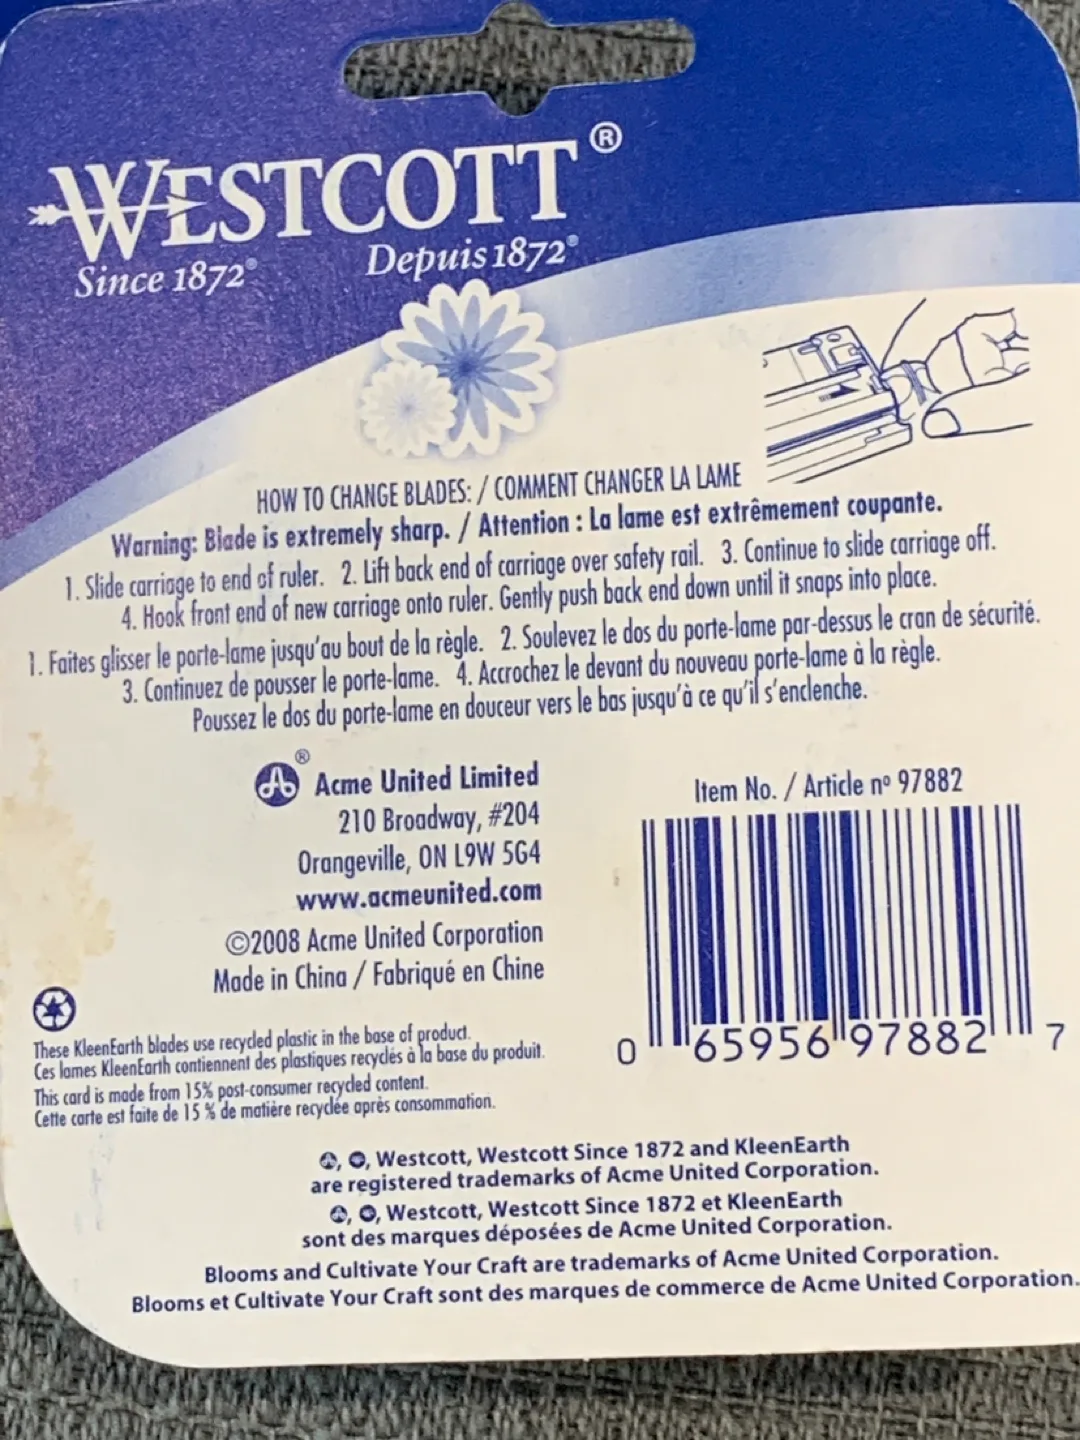 WESTCOTT®
Since 1872® Depuis 1872®
HOW TO CHANGE BLADES: / COMMENT CHANGER LA LAME
Warning: Blade is extremely sharp. / Attention : La lame est extrêmement coupante.
1. Slide carriage to end of ruler. 2. Lift back end of carriage over safety rail. 3. Continue to slide carriage off.
4. Hook front end of new carriage onto ruler. Gently push back end down until it snaps into place.
1. Faites glisser le porte-lame jusqu'au bout de la règle. 2. Soulevez le dos du porte-lame par-dessus le cran de sécurité.
3. Continuez de pousser le porte-lame. 4. Accrochez le devant du nouveau porte-lame à la règle.
Poussez le dos du porte-lame en douceur vers le bas jusqu'à ce qu'il s'enclenche.
® Acme United Limited
210 Broadway, #204
Orangeville, ON L9W 5G4
www.acmeunited.com
©2008 Acme United Corporation
Made in China / Fabriqué en Chine
Item No. / Article nº 97882
0 65956 97882 7
These KleenEarth blades use recycled plastic in the base of product.
Ces lames KleenEarth contiennent des plastiques recyclés à la base du produit.
This card is made from 15% post-consumer recycled content.
Cette carte est faite de 15 % de matière recyclée après consommation.
, , Westcott, Westcott Since 1872 and KleenEarth
are registered trademarks of Acme United Corporation.
, , Westcott, Westcott Since 1872 et KleenEarth
sont des marques déposées de Acme United Corporation.
Blooms and Cultivate Your Craft are trademarks of Acme United Corporation.
Blooms et Cultivate Your Craft sont des marques de commerce de Acme United Corporation.